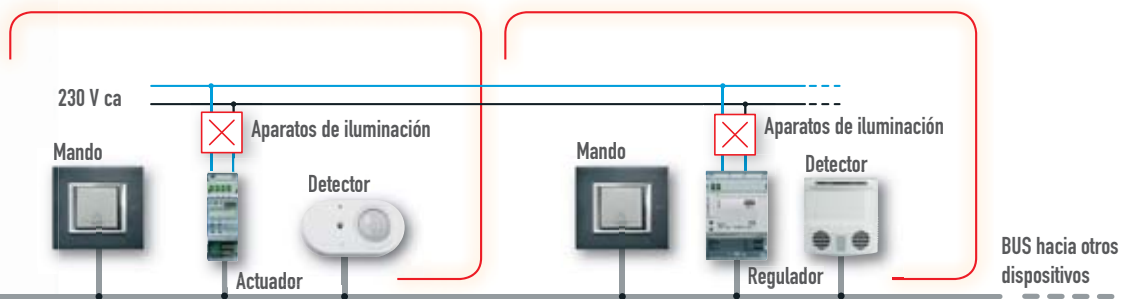 230 V ca
Aparatos de iluminación
Mando
Detector
Actuador
Aparatos de iluminación
Mando
Detector
Regulador
BUS hacia otros
dispositivos